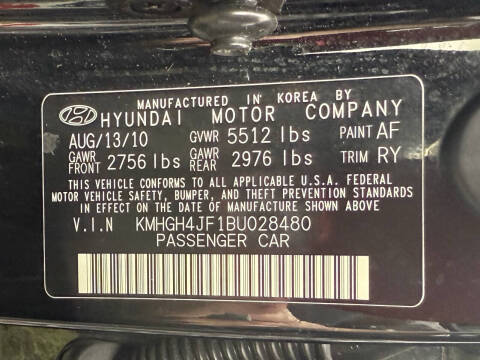 MANUFACTURED IN KOREA BY
HYUNDAI MOTOR COMPANY
AUG/13/10 GVWR 5512 lbs PAINT AF
GAWR FRONT 2756 lbs GAWR REAR 2976 lbs TRIM RY
THIS VEHICLE CONFORMS TO ALL APPLICABLE U.S.A. FEDERAL
MOTOR VEHICLE SAFETY, BUMPER, AND THEFT PREVENTION STANDARDS
IN EFFECT ON THE DATE OF MANUFACTURE SHOWN ABOVE
V.I.N KMHGH4JF1BU028480
PASSENGER CAR